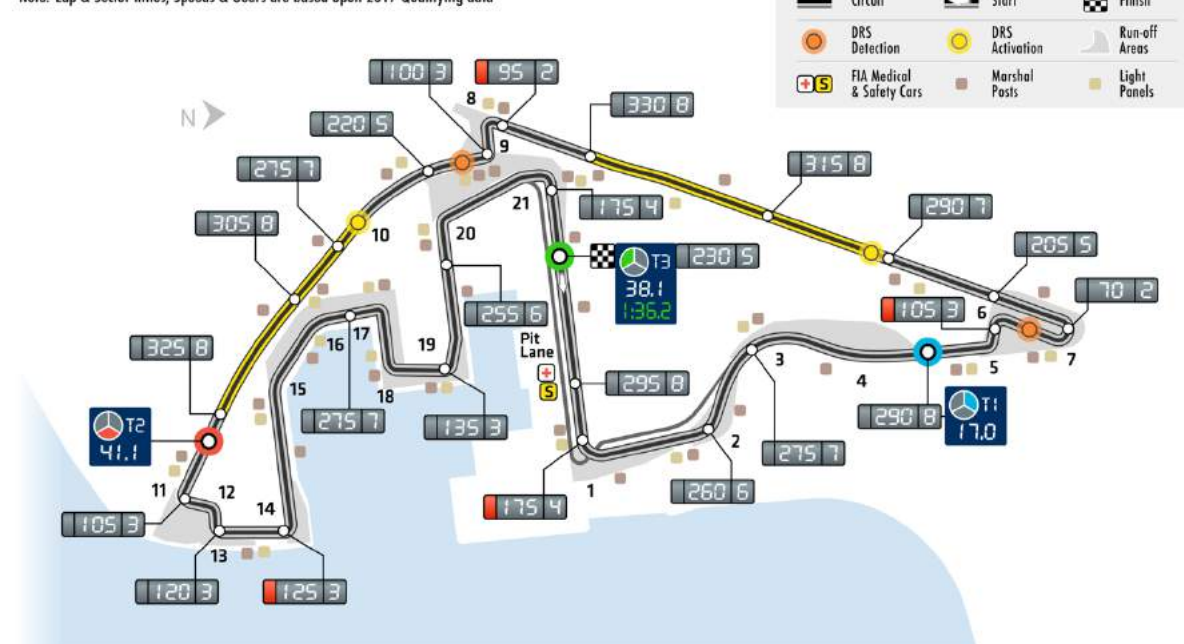 Note: Lap & Sector times, Speeds & Gears are based upon 2017 Qualifying data
Circuit
Start
Finish
DRS
Detection
DRS
Activation
Run-off
Areas
FIA Medical
& Safety Cars
Marshal
Posts
Light
Panels
N
100 3
95 2
8
9
330 8
220 5
275 7
315 8
21
175 4
290 7
305 8
10
20
205 5
T3
38.1
1:36.2
230 5
70 2
105 3
6
255 6
16
17
19
Pit
Lane
S
3
4
5
7
325 8
15
18
295 8
T2
41.1
275 7
135 3
290 8
T1
17.0
2
275 7
11
12
14
1
260 6
175 4
105 3
13
120 3
125 3